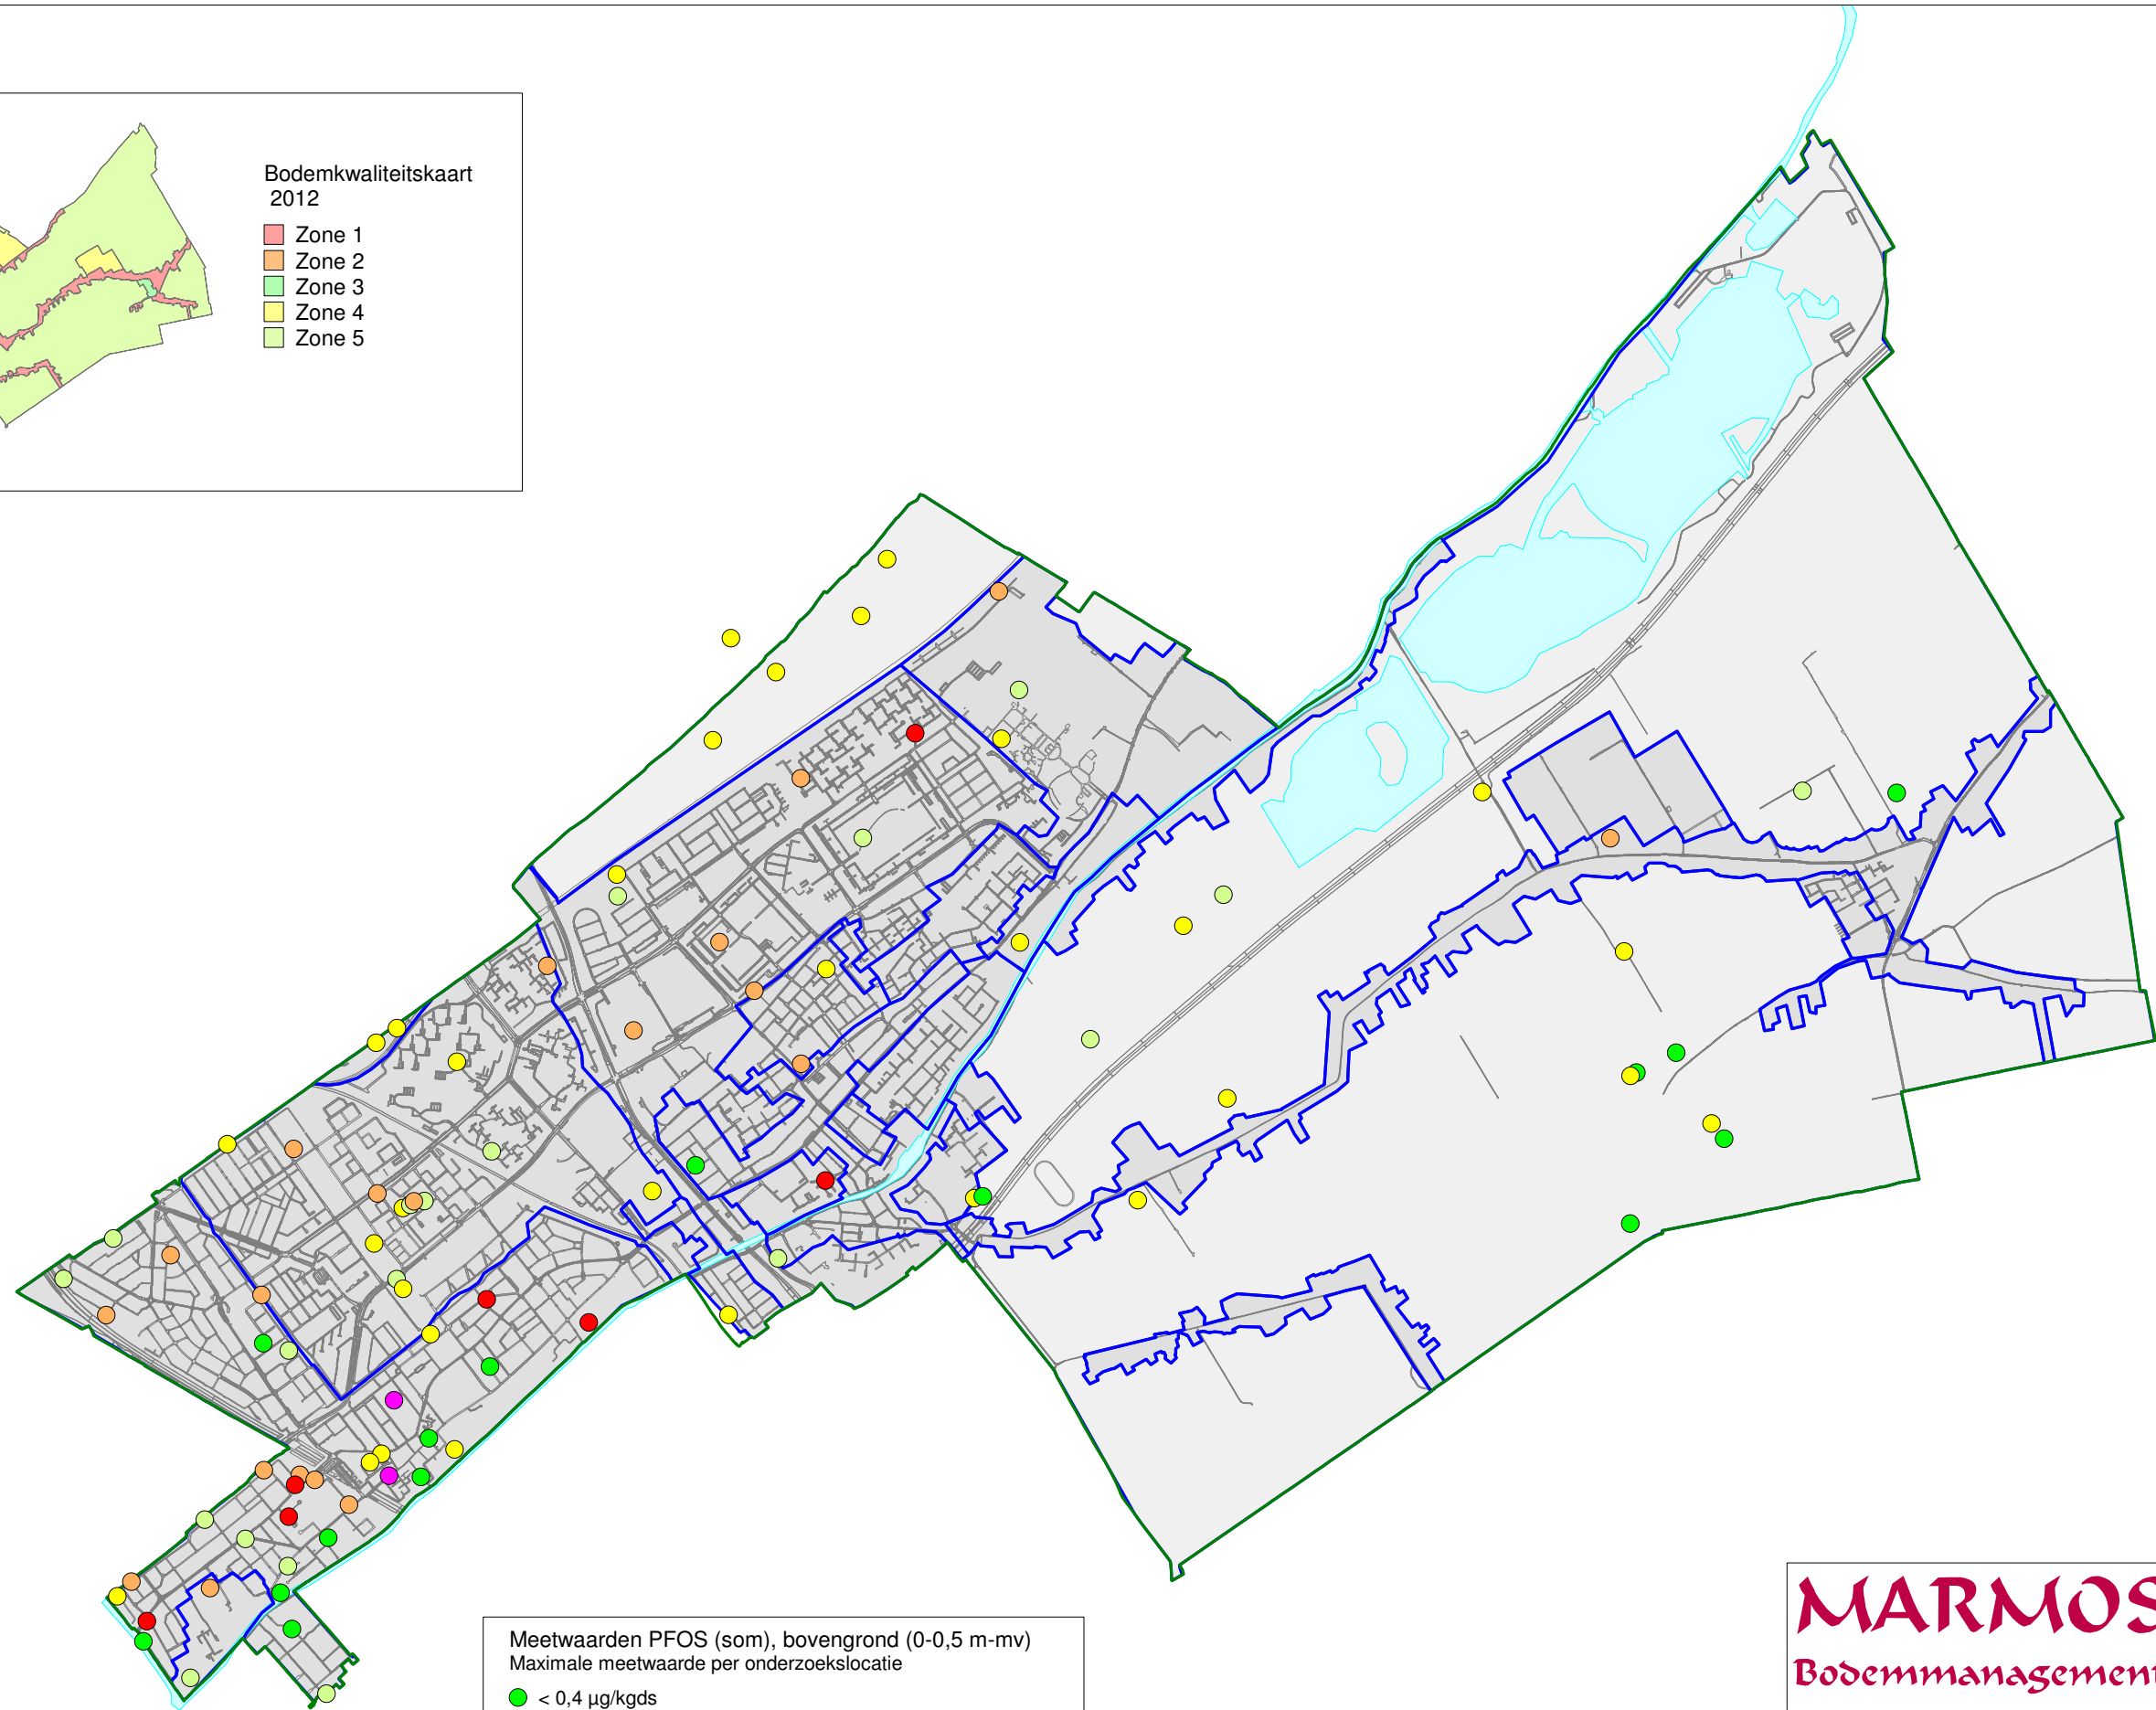 Bodemkwaliteitskaart
2012
Zone 1
Zone 2
Zone 3
Zone 4
Zone 5
Meetwaarden PFOS (som), bovengrond (0-0,5 m-mv)
Maximale meetwaarde per onderzoekslocatie
< 0,4 µg/kgds
MARMOS
Bodemmanagement